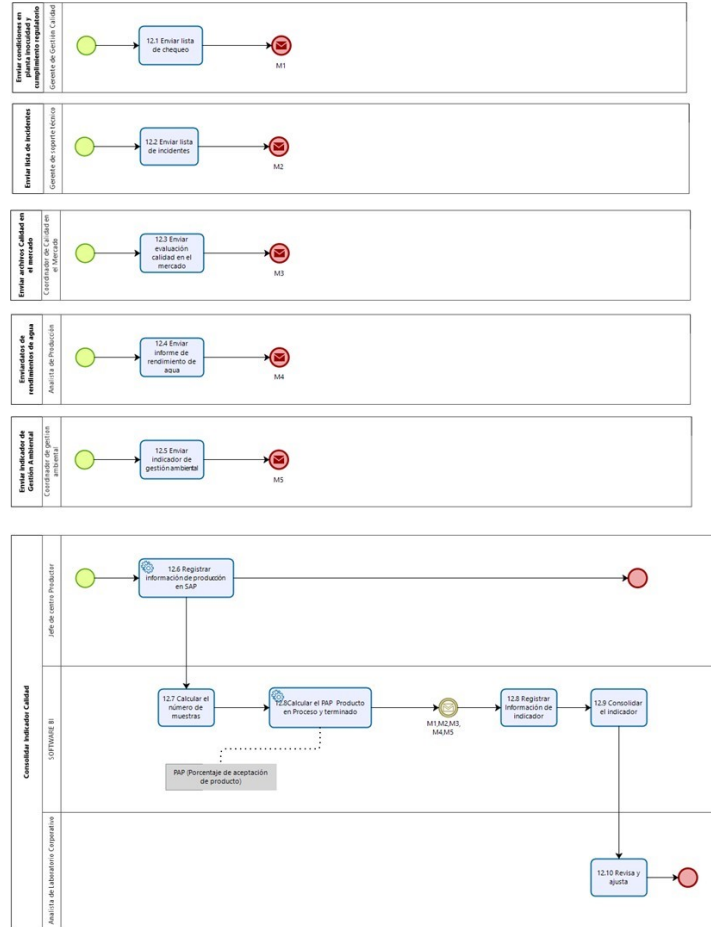 Enviar condiciones en
planta Inocuidad y
cumplimiento regulatorio
Gerente de Gestión Calidad
12.1 Enviar lista
de chequeo
M1
Enviar lista de incidentes
Gerente de soporte técnico
12.2 Enviar lista
de incidentes
M2
Enviar archivos Calidad en
el mercado
Coordinador de Calidad en
el Mercado
12.3 Enviar
evaluación
calidad en el
mercado
M3
Enviardatos de
rendimientos de agua
Analista de Producción
12.4 Enviar
informe de
rendimiento de
agua
M4
Enviar indicador de
Gestión Ambiental
Coordinador de gestión
ambiental
12.5 Enviar
indicador de
gestión ambiental
M5
Consolidar Indicador Calidad
Jefe de centro Productor
12.6 Registrar
información de producción
en SAP
SOFTWARE BI
12.7 Calcular el
número de
muestras
12.8Calcular el PAP Producto
en Proceso y terminado
M1,M2,M3,
M4,M5
12.8 Registrar
Información de
indicador
12.9 Consolidar
el indicador
PAP (Porcentaje de aceptación
de producto)
Analista de Laboratorio Corporativo
12.10 Revisa y
ajusta